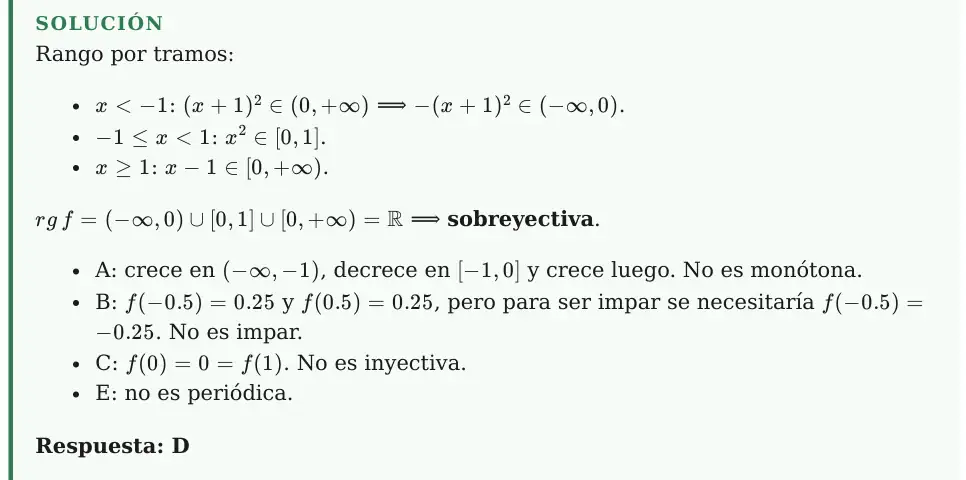 SOLUCIÓN
Rango por tramos:
• x < −1: (x + 1)² ∈ (0, +∞) ⟹ −(x + 1)² ∈ (−∞, 0).
• −1 ≤ x < 1: x² ∈ [0, 1].
• x ≥ 1: x − 1 ∈ [0, +∞).
rg f = (−∞, 0) ∪ [0, 1] ∪ [0, +∞) = ℝ ⟹ sobreyectiva.
• A: crece en (−∞, −1), decrece en [−1, 0] y crece luego. No es monótona.
• B: f(−0.5) = 0.25 y f(0.5) = 0.25, pero para ser impar se necesitaría f(−0.5) =
−0.25. No es impar.
• C: f(0) = 0 = f(1). No es inyectiva.
• E: no es periódica.
Respuesta: D